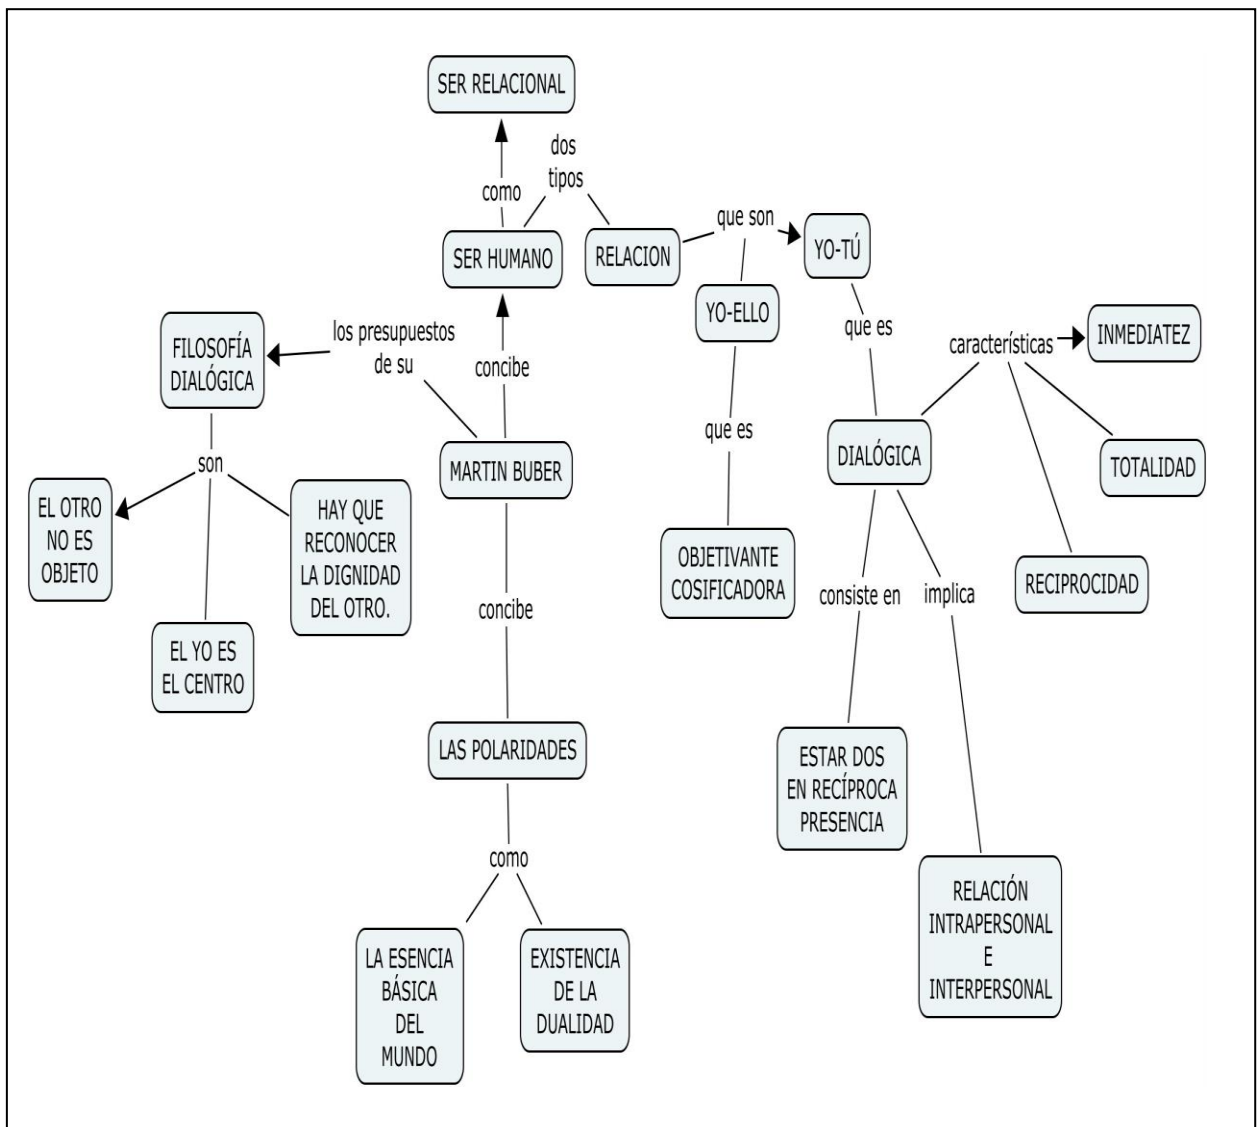 SER RELACIONAL
dos
tipos
como
que son
SER HUMANO
RELACION
YO-TÚ
YO-ELLO
los presupuestos
de su
concibe
que es
características
INMEDIATEZ
FILOSOFÍA
DIALÓGICA
que es
son
MARTIN BUBER
DIALÓGICA
TOTALIDAD
EL OTRO
NO ES
OBJETO
HAY QUE
RECONOCER
LA DIGNIDAD
DEL OTRO.
OBJETIVANTE
COSIFICADORA
RECIPROCIDAD
concibe
consiste en
implica
EL YO ES
EL CENTRO
LAS POLARIDADES
ESTAR DOS
EN RECÍPROCA
PRESENCIA
como
RELACIÓN
INTRAPERSONAL
E
INTERPERSONAL
LA ESENCIA
BÁSICA
DEL
MUNDO
EXISTENCIA
DE LA
DUALIDAD